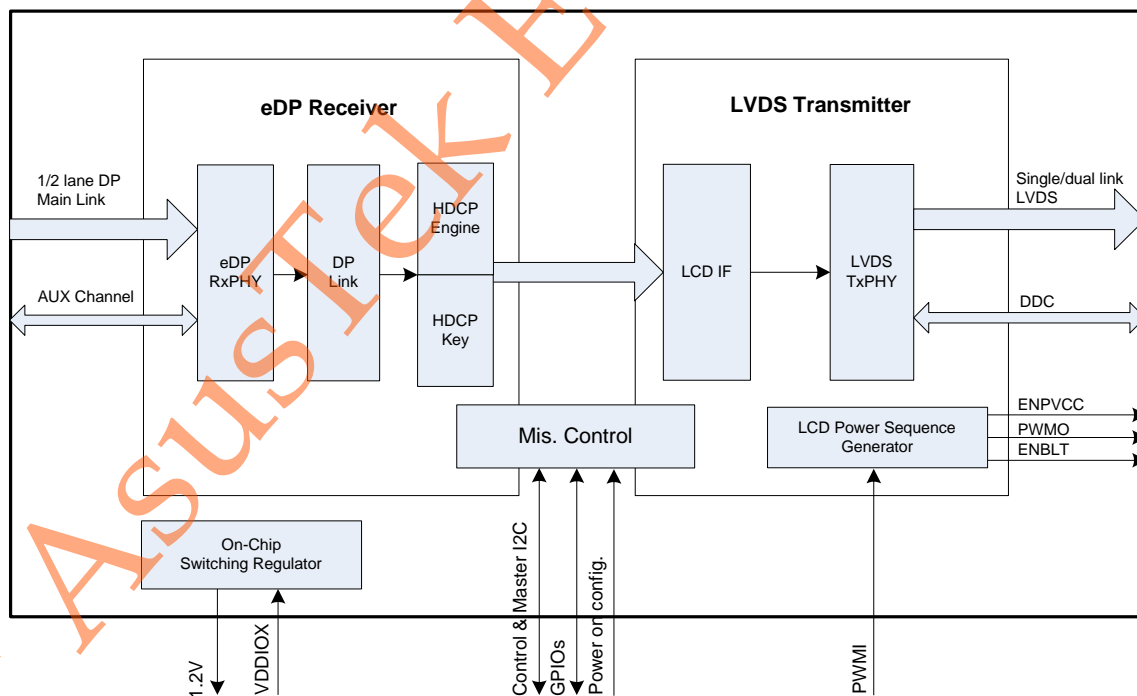 eDP Receiver
LVDS Transmitter
1/2 lane DP
Main Link
AUX Channel
eDP
RxPHY
DP
Link
HDCP
Engine
HDCP
Key
LCD IF
LVDS
TxPHY
Single/dual link
LVDS
DDC
Mis. Control
LCD Power Sequence
Generator
ENPVCC
PWMO
ENBLT
On-Chip
Switching Regulator
1.2V
VDDIOX
Control & Master I2C
GPIOs
Power on config.
PWMI
AsusTek